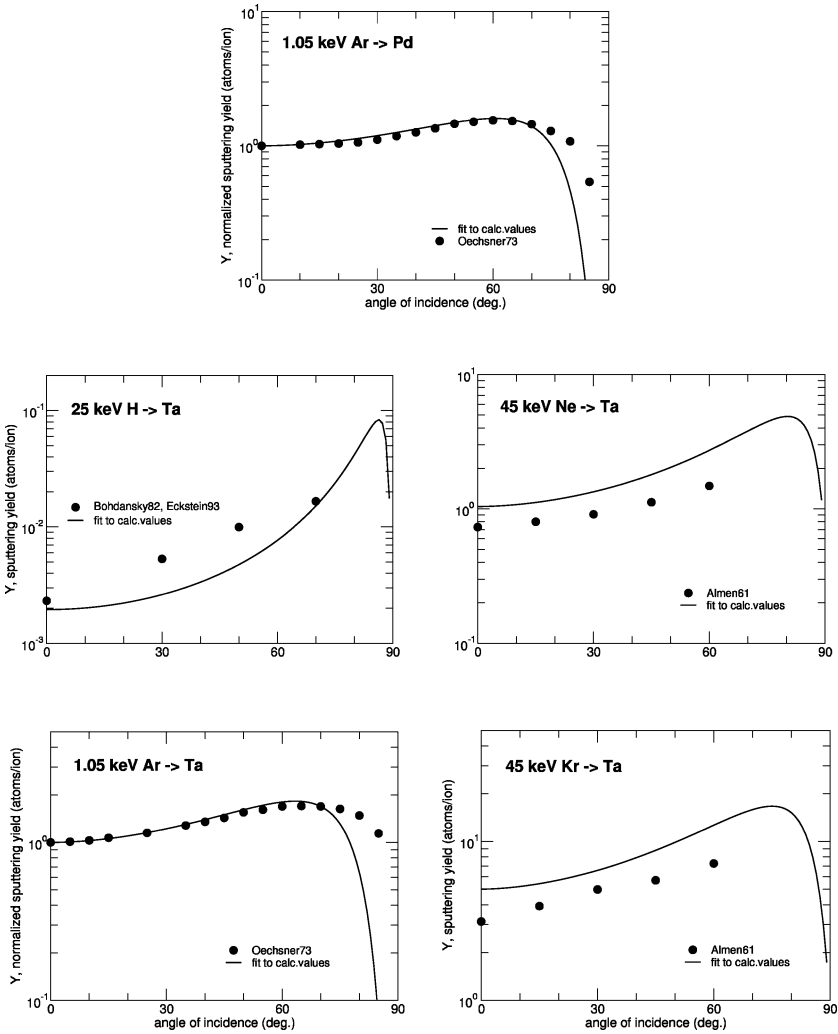 10^1
1.05 keV Ar -> Pd
Y, normalized sputtering yield (atoms/ion)
10^0
fit to calc.values
Oechsner73
10^-1
0 30 60 90
angle of incidence (deg.)
25 keV H -> Ta
10^-1
Y, sputtering yield (atoms/ion)
Bohdansky82, Eckstein93
fit to calc.values
10^-2
10^-3
0 30 60 90
10^1
45 keV Ne -> Ta
Y, sputtering yield (atoms/ion)
10^0
Almen61
fit to calc.values
10^-1
0 30 60 90
1.05 keV Ar -> Ta
Y, normalized sputtering yield (atoms/ion)
10^0
Oechsner73
fit to calc.values
10^-1
0 30 60 90
angle of incidence (deg.)
45 keV Kr -> Ta
Y, sputtering yield (atoms/ion)
10^1
Almen61
fit to calc.values
10^0
0 30 60 90
angle of incidence (deg.)